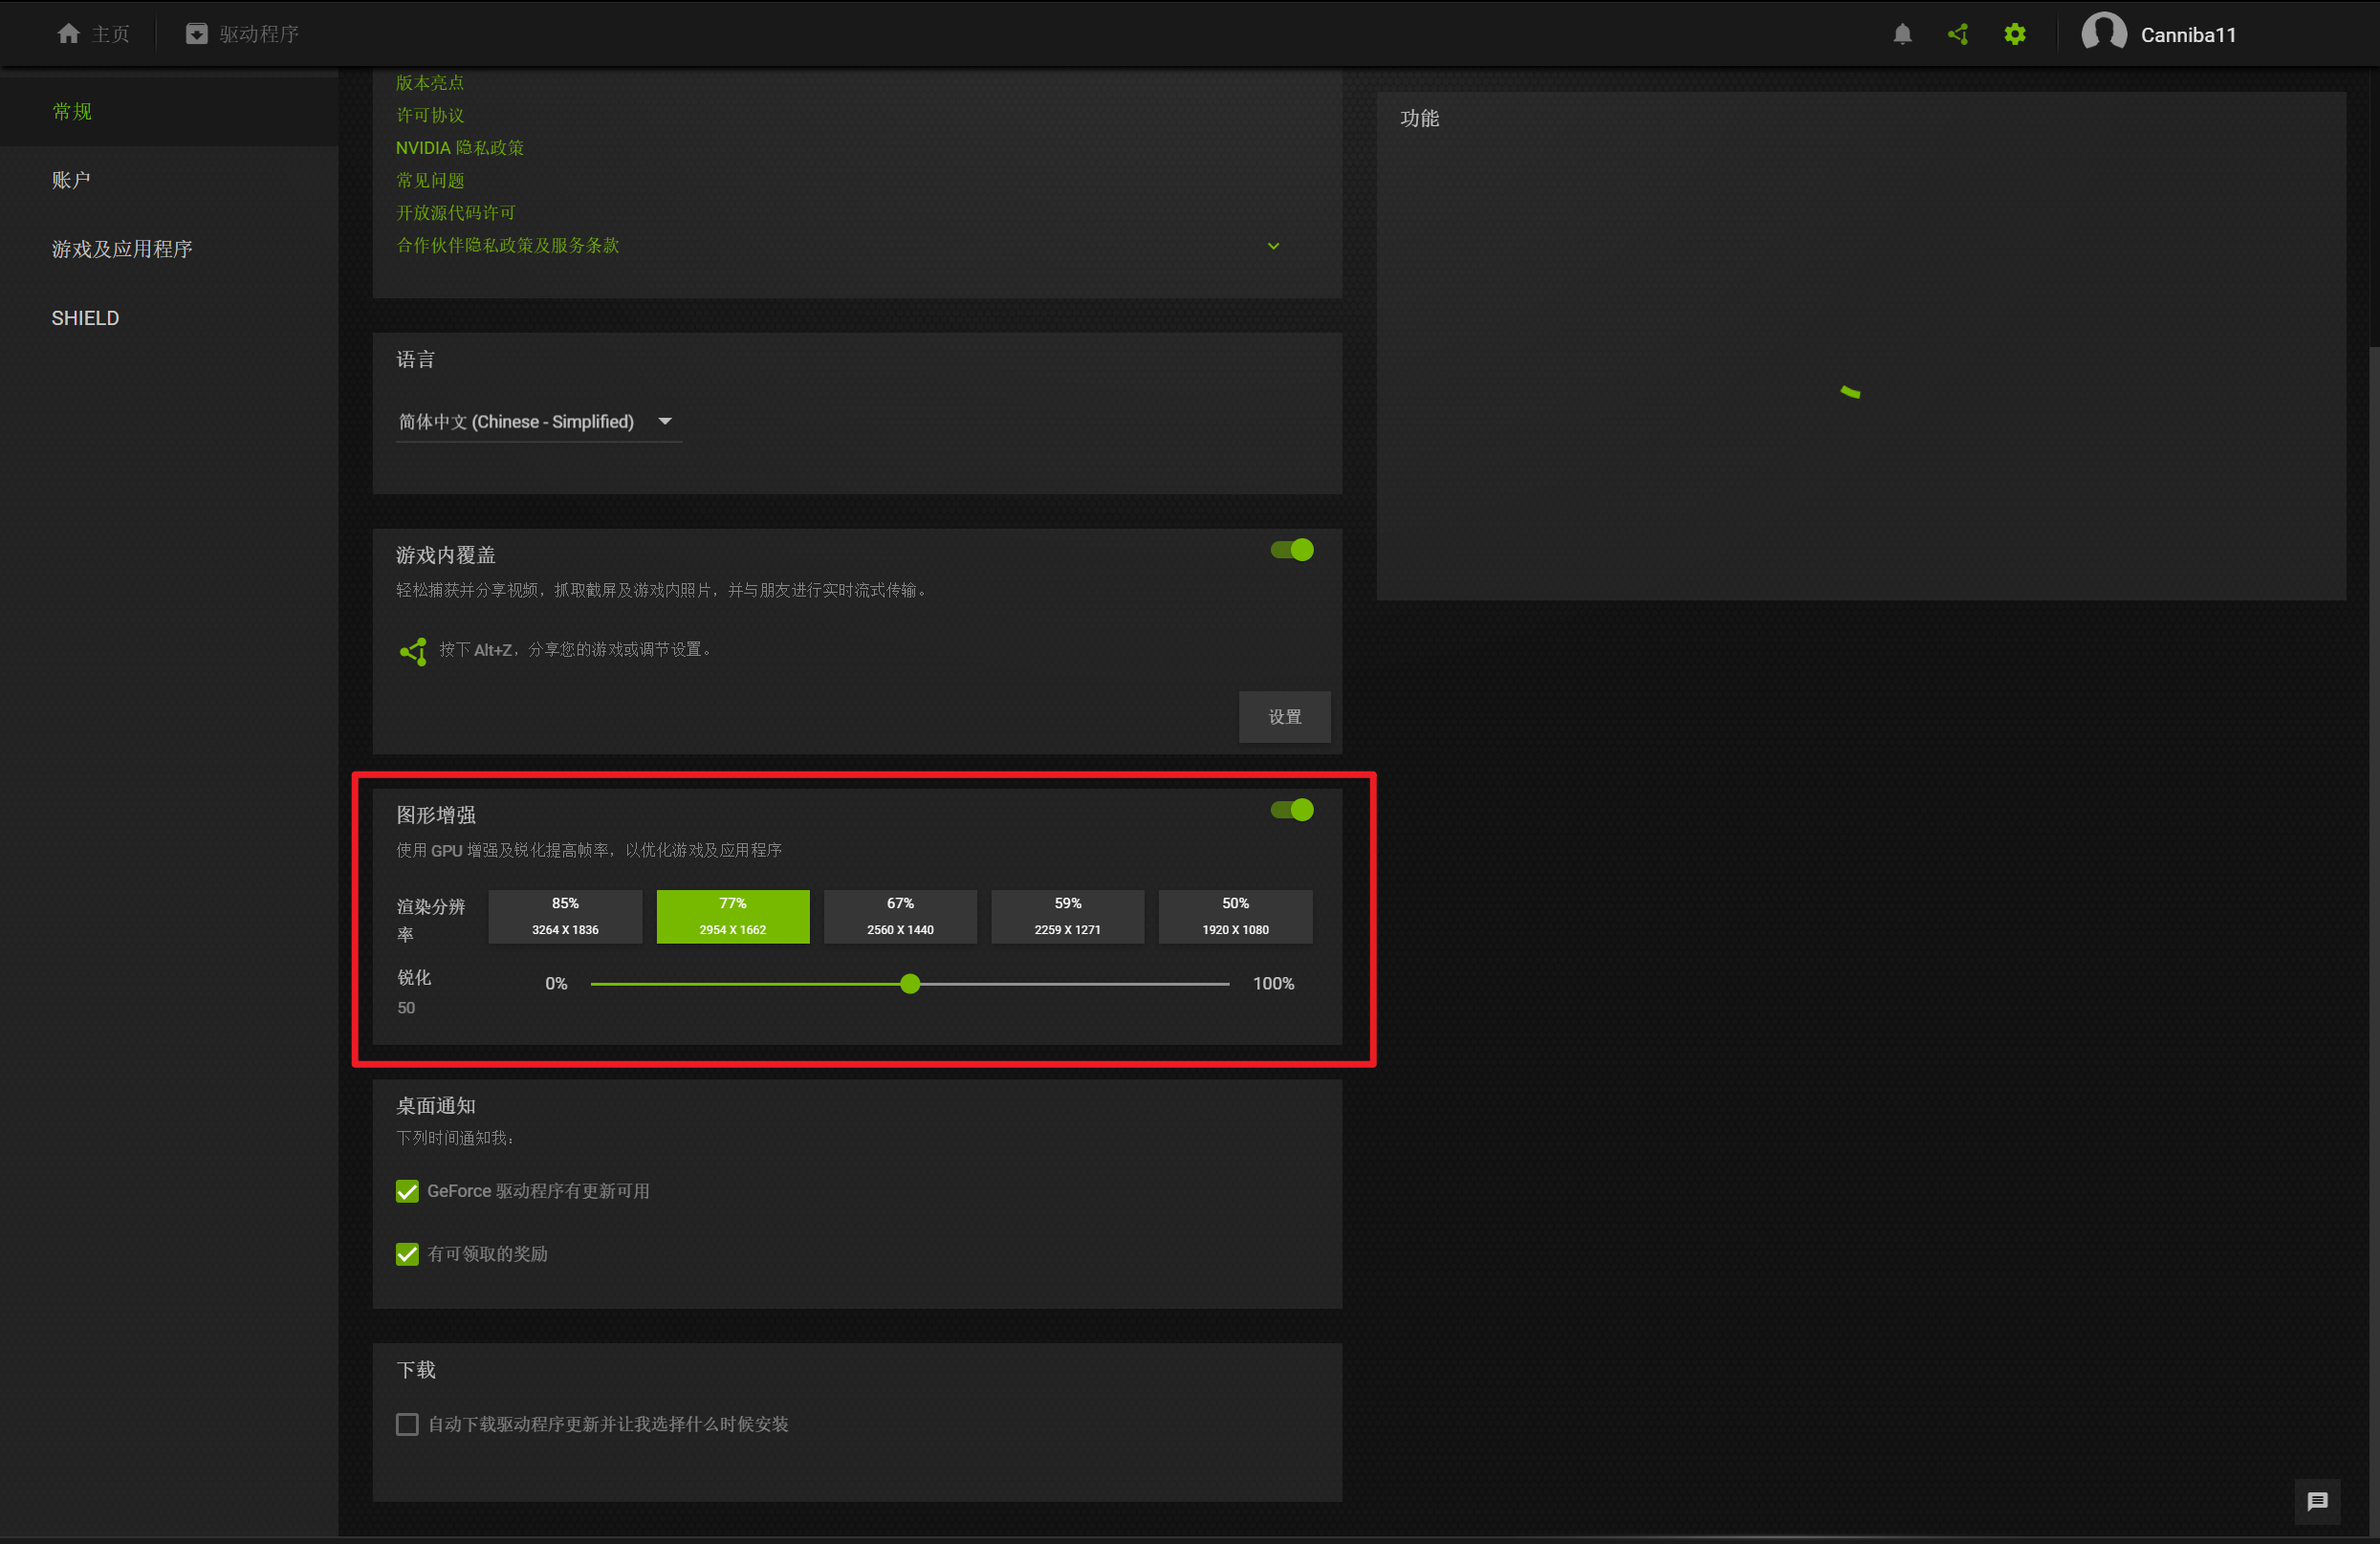 主页
驱动程序
Canniba11
常规
账户
游戏及应用程序
SHIELD
版本亮点
许可协议
NVIDIA 隐私政策
常见问题
开放源代码许可
合作伙伴隐私政策及服务条款
语言
简体中文 (Chinese - Simplified)
游戏内覆盖
轻松捕获并分享视频，抓取截屏及游戏内照片，并与朋友进行实时流式传输。
按下 Alt+Z，分享您的游戏或调节设置。
设置
图形增强
使用 GPU 增强及锐化提高帧率，以优化游戏及应用程序
渲染分辨
率
85%
3264 X 1836
77%
2954 X 1662
67%
2560 X 1440
59%
2259 X 1271
50%
1920 X 1080
锐化
50
0%
100%
桌面通知
下列时间通知我：
GeForce 驱动程序有更新可用
有可领取的奖励
下载
自动下载驱动程序更新并让我选择什么时候安装
功能